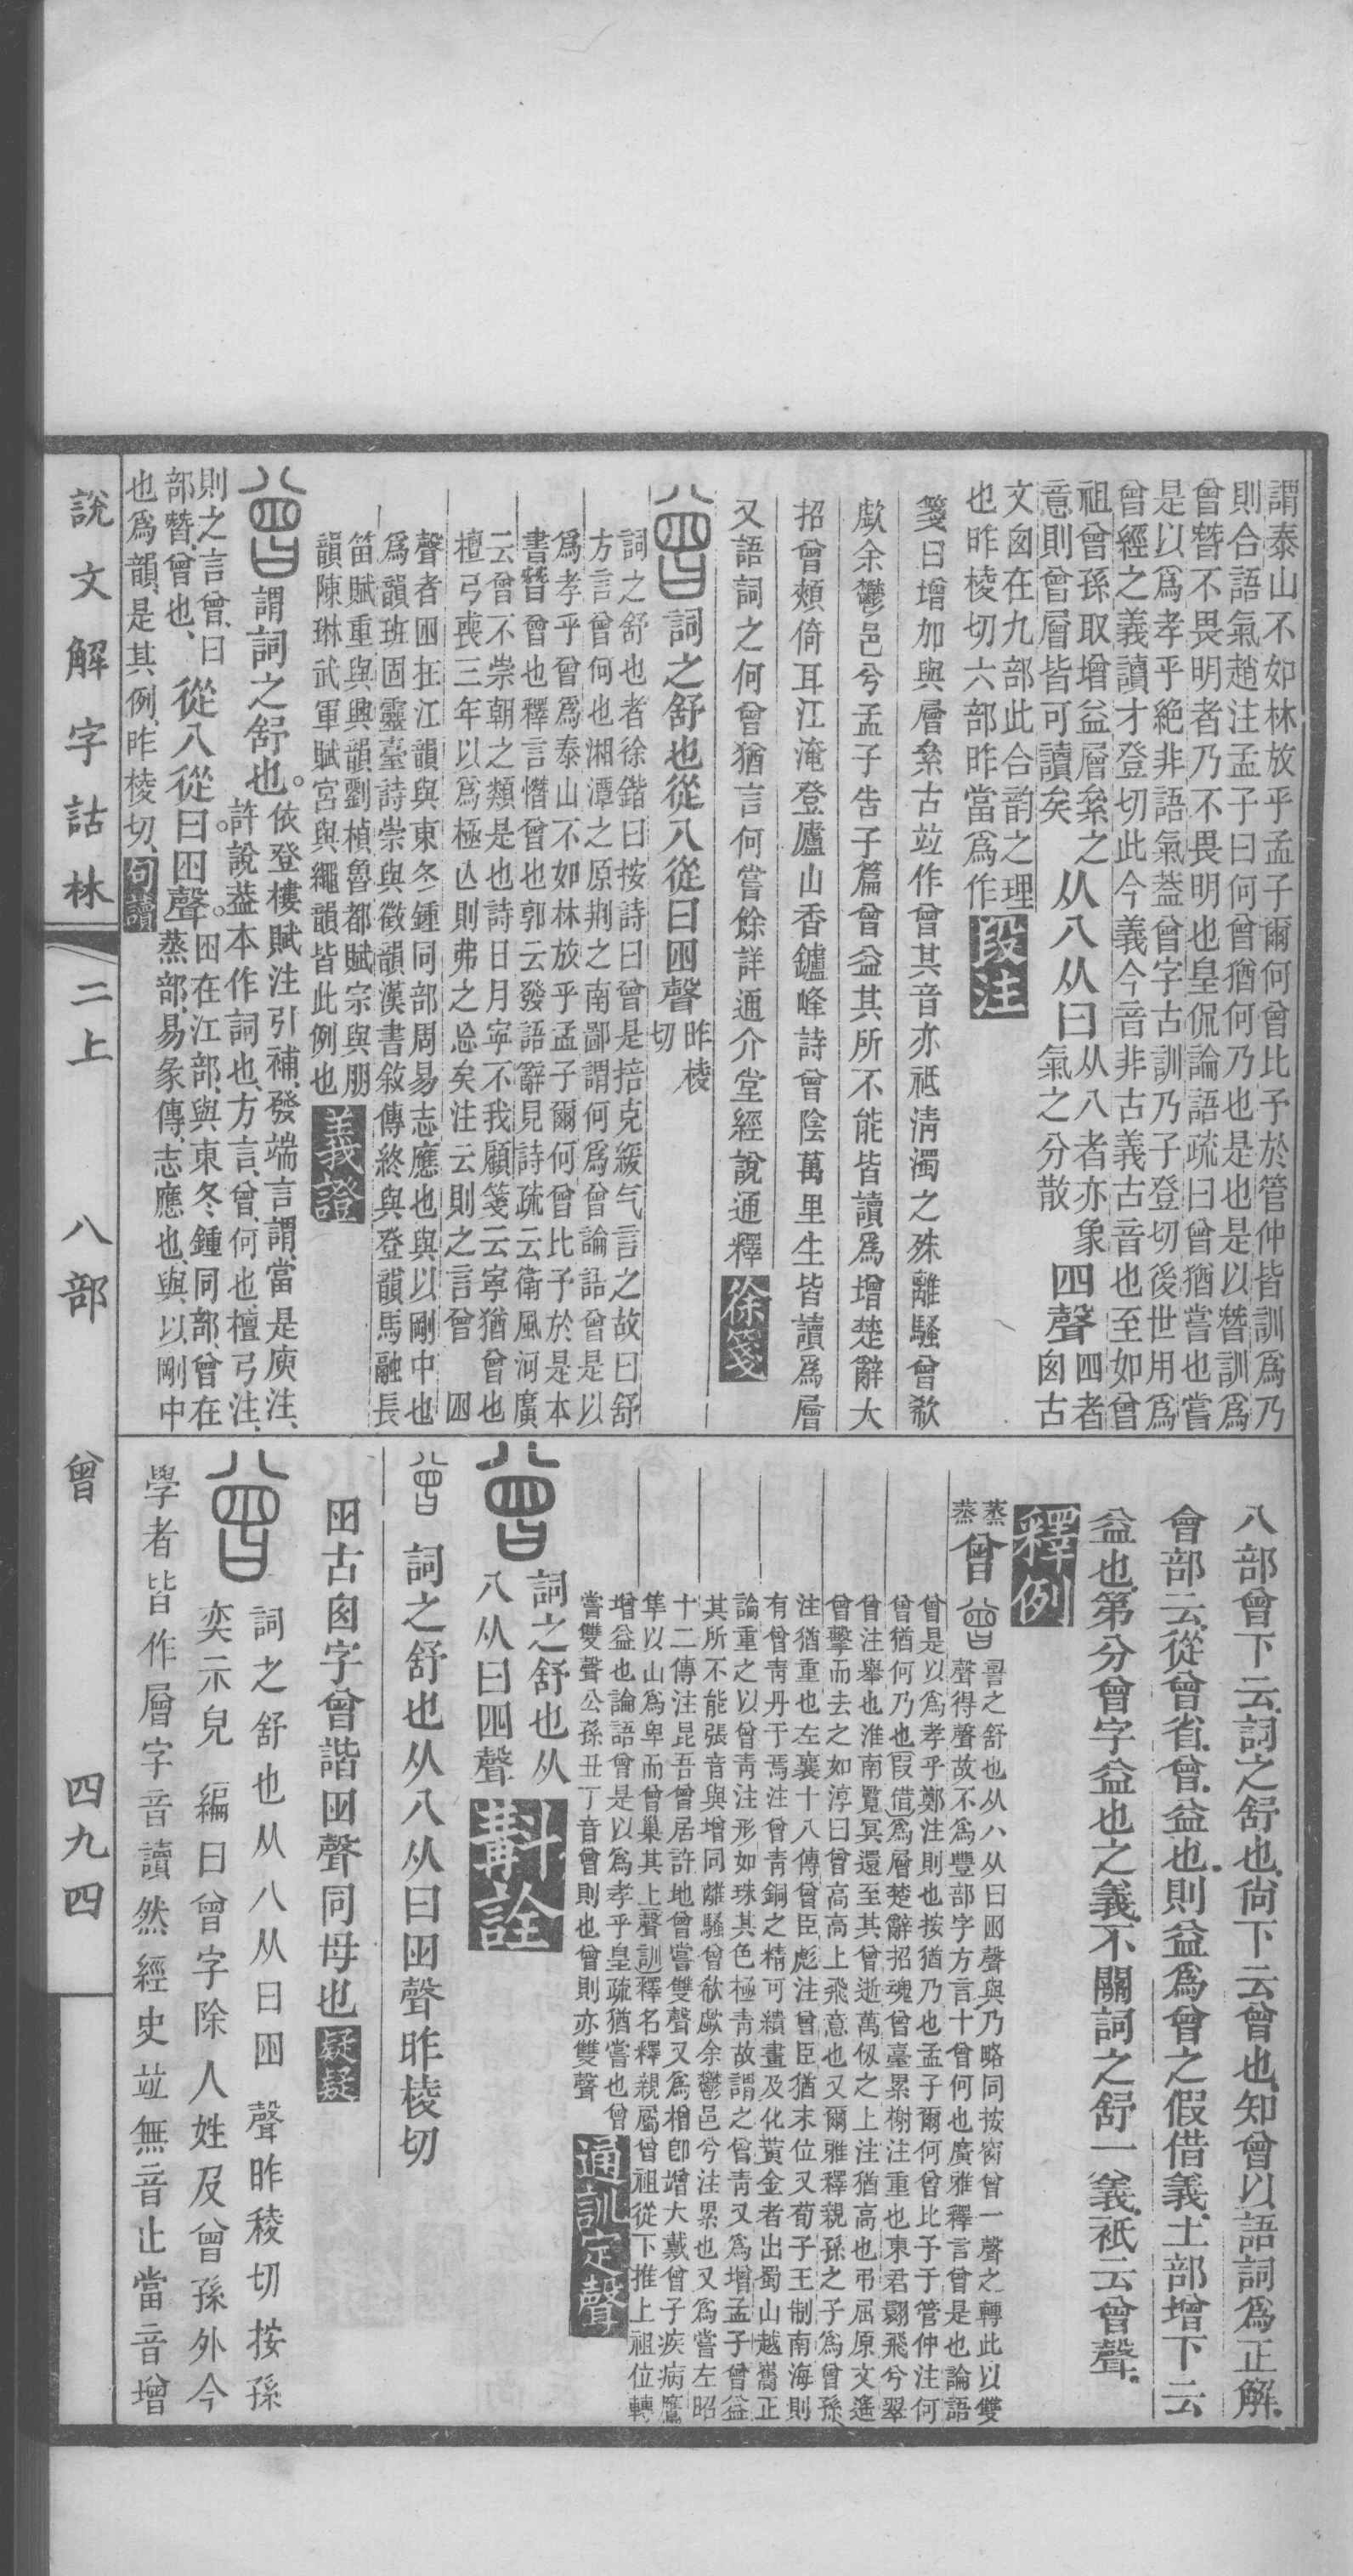 謂泰山不如林放乎孟子爾何曾比予於管仲皆訓爲乃
則合語氣趙注孟子曰何曾猶何乃也是也是以朁訓爲
曾朁不畏明者乃不畏明也皇侃論語疏曰曾猶嘗也嘗
是以爲孝乎絶非語氣蓋曾字古訓乃子登切後世用爲
曾經之義讀才登切此今義今音非古義古音也至如曾
祖曾孫取增益層絫之
意則曾層皆可讀矣
从八从曰
从八者亦象
氣之分散
𡆧聲
𡆧者
囪古
文囪在九部此合韵之理
也昨棱切六部昨當爲作
段注
箋曰增加與層絫古竝作曾其音亦祗清濁之殊離騷曾欷
歔余鬱邑兮孟子告子篇曾益其所不能皆讀爲增楚辭大
招曾頰倚耳江淹登廬山香鑪峰詩曾陰萬里生皆讀爲層
又語詞之何曾猶言何嘗餘詳通介堂經說通釋
徐箋
曾
詞之舒也從八從曰𡆧聲
昨棱
切
詞之舒也者徐鍇曰按詩曰曾是掊克緩气言之故曰舒
方言曾何也湘潭之原荆之南鄙謂何爲曾論語曾是以
爲孝乎曾爲泰山不如林放乎孟子爾何曾比予於是本
書朁曾也釋言憯曾也郭云發語辭見詩疏云衛風河廣
云曾不崇朝之類是也詩日月寧不我顧箋云寧猶曾也
檀弓喪三年以爲極亾則弗之忘矣注云則之言曾 𡆧
聲者𡆧在江韻與東冬鍾同部周易志應也與以剛中也
爲韻班固靈臺詩崇與徵韻漢書敘傳終與登韻馬融長
笛賦重與興韻劉楨魯都賦宗與朋
韻陳琳武軍賦宮與繩韻皆此例也
義證
曾
謂詞之舒也。
依登樓賦注引補、發端言謂、當是庾注、
許說葢本作詞也、方言、曾、何也、檀弓注、
則之言曾、曰
部朁、曾也、
從八從曰。𡆧聲。
𡆧在江部、與東冬鍾同部、曾在
蒸部、易彖傳、志應也、與、以剛中
也爲韻、是其例、昨棱切、
句讀
八部曾下云、詞之舒也、尙下云曾也、知曾以語詞爲正解、
會部云、從曾省、曾、益也、則益爲曾之假借義、土部增下云
益也、第分曾字益也之義、不關詞之舒一義、祇云曾聲、
釋例
蒸
蒸
曾
曾
䛐之舒也从八从曰𡆧聲與乃略同按窗曾一聲之轉此以雙
聲得聲故不爲豐部字方言十曾何也廣雅釋言曾是也論語
曾是以爲孝乎鄭注則也按猶乃也孟子爾何曾比予于管仲注何
曾猶何乃也叚借爲層楚辭招魂曾臺累榭注重也東君翾飛兮翠
曾注舉也淮南覽冥還至其曾逝萬仭之上注猶高也弔屈原文遙
曾擊而去之如淳曰曾高高上飛意也又爾雅釋親孫之子爲曾孫
注猶重也左襄十八傳曾臣彪注曾臣猶末位又荀子王制南海則
有曾青丹干焉注曾青銅之精可繢畫及化黃金者出蜀山越巂正
論重之以曾青注形如珠其色極青故謂之曾青又爲增孟子曾益
其所不能張音與增同離騷曾欷歔余鬱邑兮注累也又爲嘗左昭
十二傳注昆吾曾居許地曾嘗雙聲又爲橧卽增大戴曾子疾病鷹
隼以山爲卑而曾巢其上聲訓釋名釋親屬曾祖從下推上祖位轉
增益也論語曾是以爲孝乎皇疏猶嘗也曾
嘗雙聲公孫丑丁音曾則也曾則亦雙聲
通訓定聲
曾
詞之舒也从
八从曰𡆧聲
斠詮
曾
詞之舒也从八从曰𡆧聲昨棱切
𡆧古囪字曾諧𡆧聲同母也
疑疑
曾
詞之舒也从八从曰𡆧聲昨稜切按孫
奕示兒編曰曾字除人姓及曾孫外今
學者皆作層字音讀然經史竝無音止當音增
說文解字詁林
二上
八部
曾
四九四